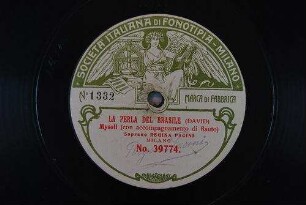 SOCIETÀ ITALIANA DI FONOTIPIA - MILANO
No 1332
MARCA DI FABBRICA
LA PERLA DEL BRASILE (DAVID)
Mysoli (con accompagnamento di flauto)
Soprano REGINA PACINI
MILANO
No. 39774.